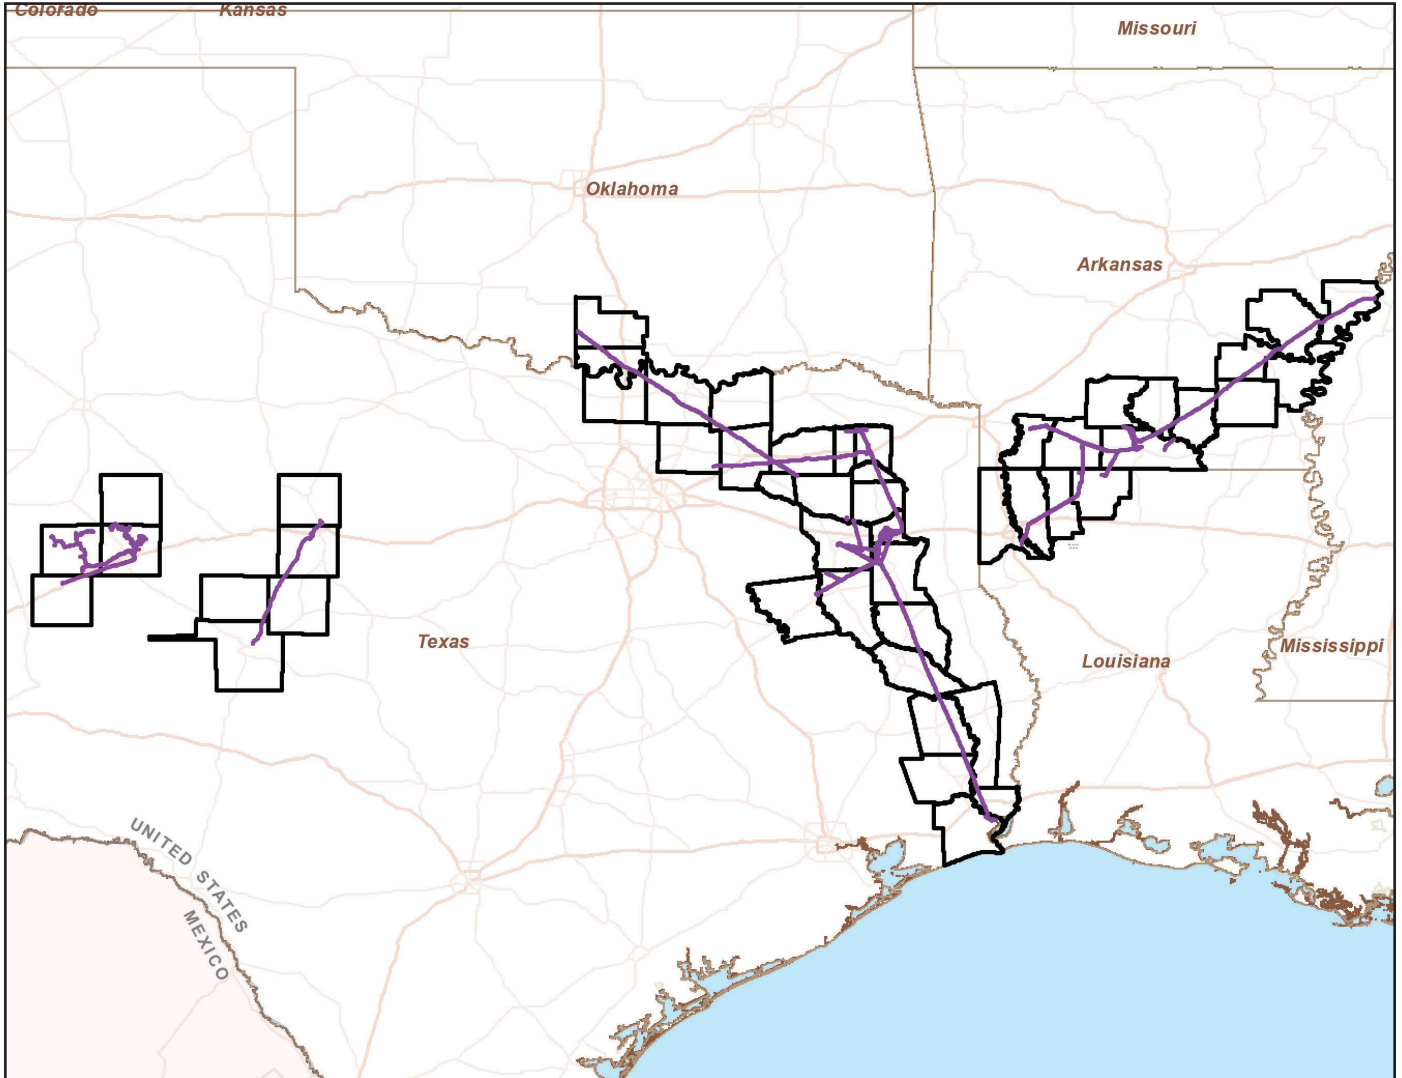 Colorado
Kansas
Missouri
Oklahoma
Arkansas
Texas
Louisiana
Mississippi
UNITED STATES
MEXICO